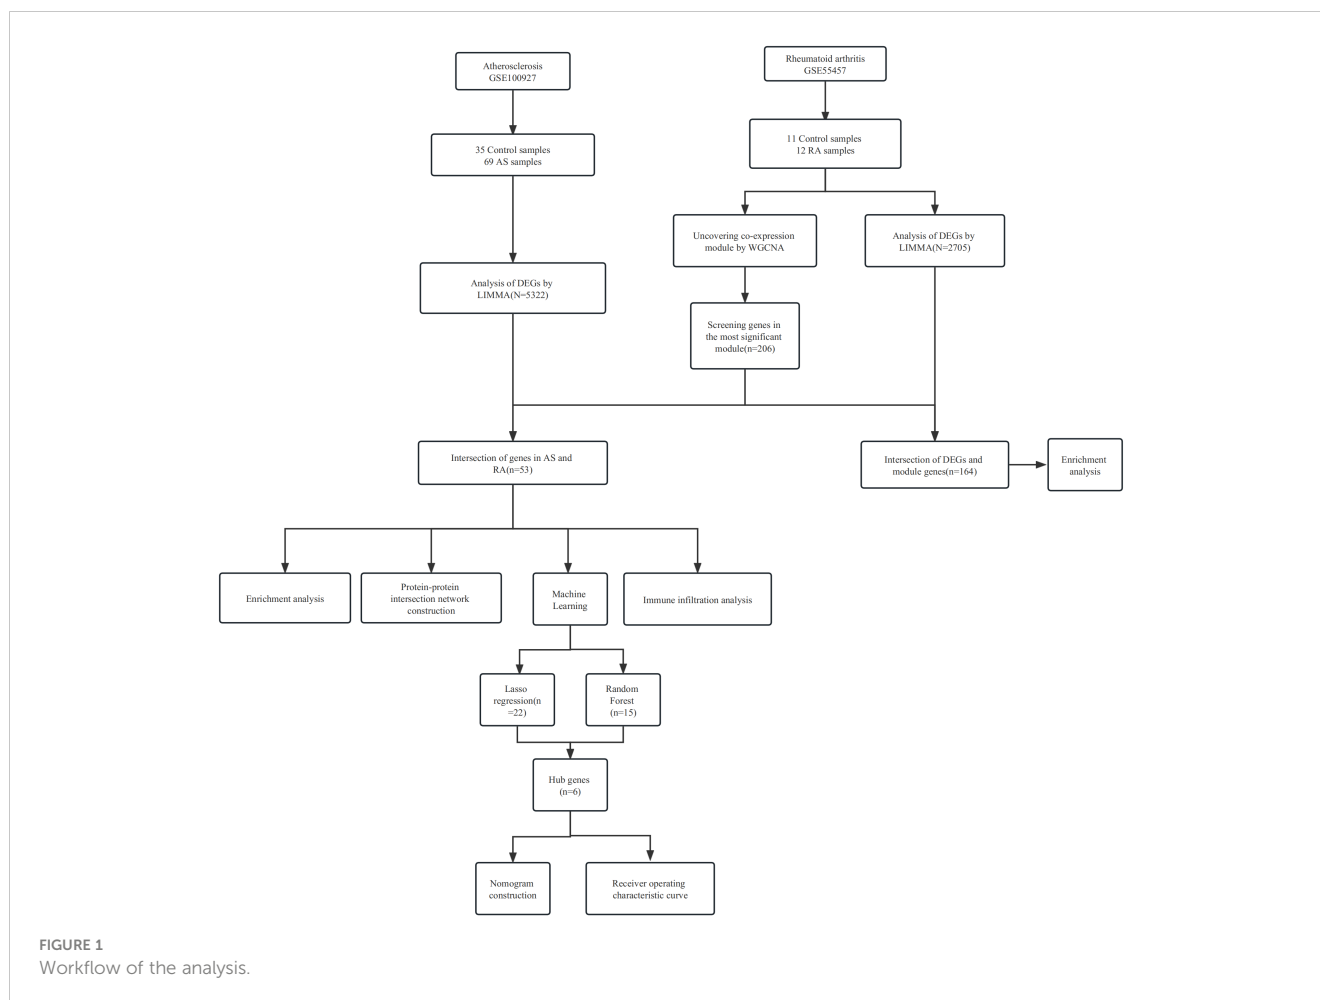 Atherosclerosis
GSE100927
Rheumatoid arthritis
GSE55457
35 Control samples
69 AS samples
11 Control samples
12 RA samples
Uncovering co-expression
module by WGCNA
Analysis of DEGs by
LIMMA(N=2705)
Analysis of DEGs by
LIMMA(N=5322)
Screening genes in
the most significant
module(n=206)
Intersection of genes in AS and
RA(n=53)
Intersection of DEGs and
module genes(n=164)
Enrichment
analysis
Enrichment analysis
Protein-protein
intersection network
construction
Machine
Learning
Immune infiltration analysis
Lasso
regression(n
=22)
Random
Forest
(n=15)
Hub genes
(n=6)
Nomogram
construction
Receiver operating
characteristic curve
FIGURE 1
Workflow of the analysis.